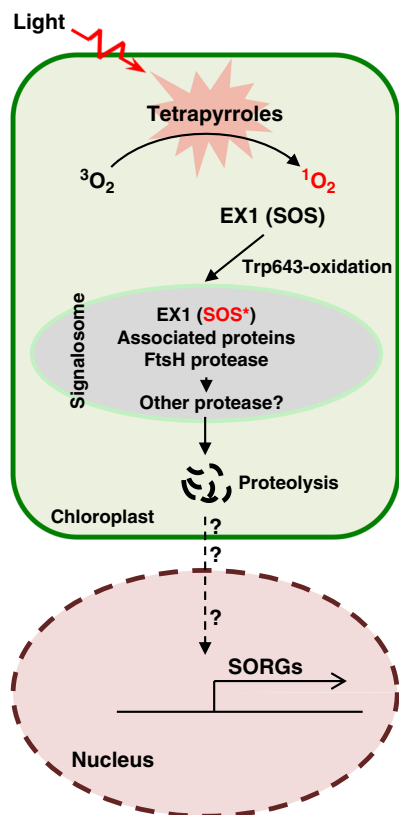 Light
Tetrapyrroles
³O₂
¹O₂
EX1 (SOS)
Trp643-oxidation
Signalosome
EX1 (SOS*)
Associated proteins
FtsH protease
Other protease?
Proteolysis
Chloroplast
?
?
?
SORGs
Nucleus